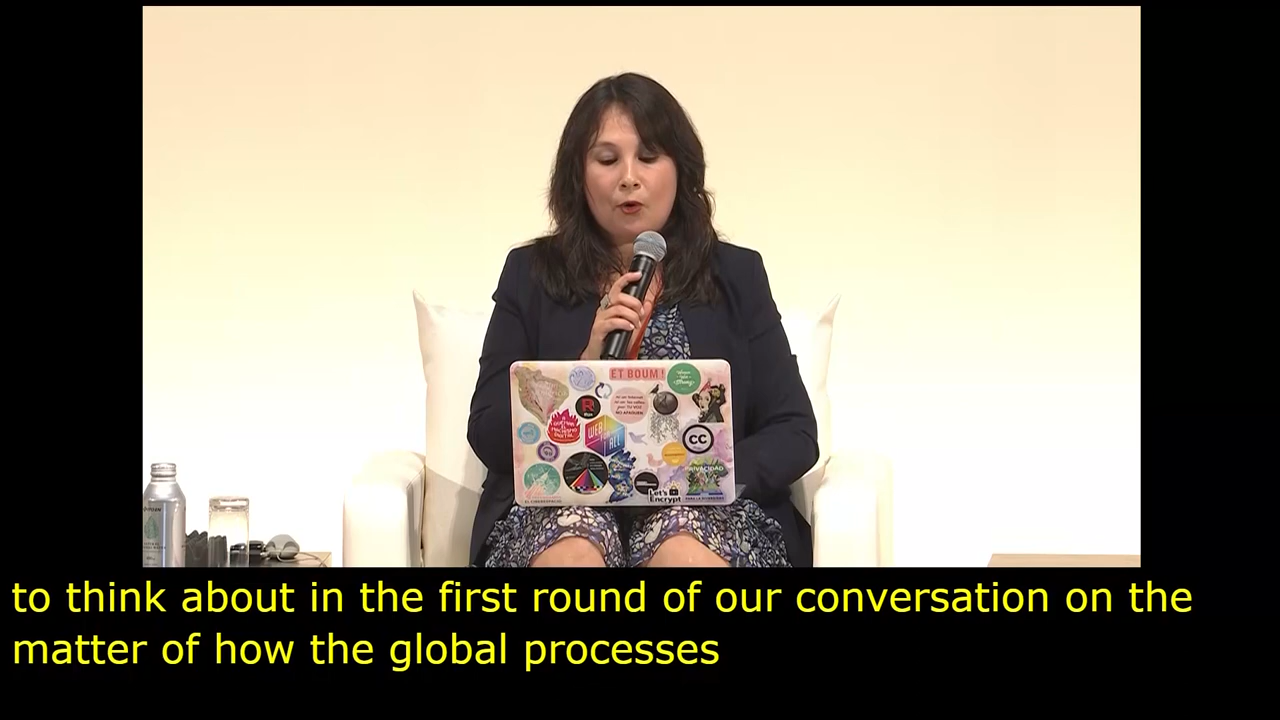 ET BOUM!
WEB
ALL
CC
PRIVACIDAD
Let's
Encrypt
to think about in the first round of our conversation on the
matter of how the global processes